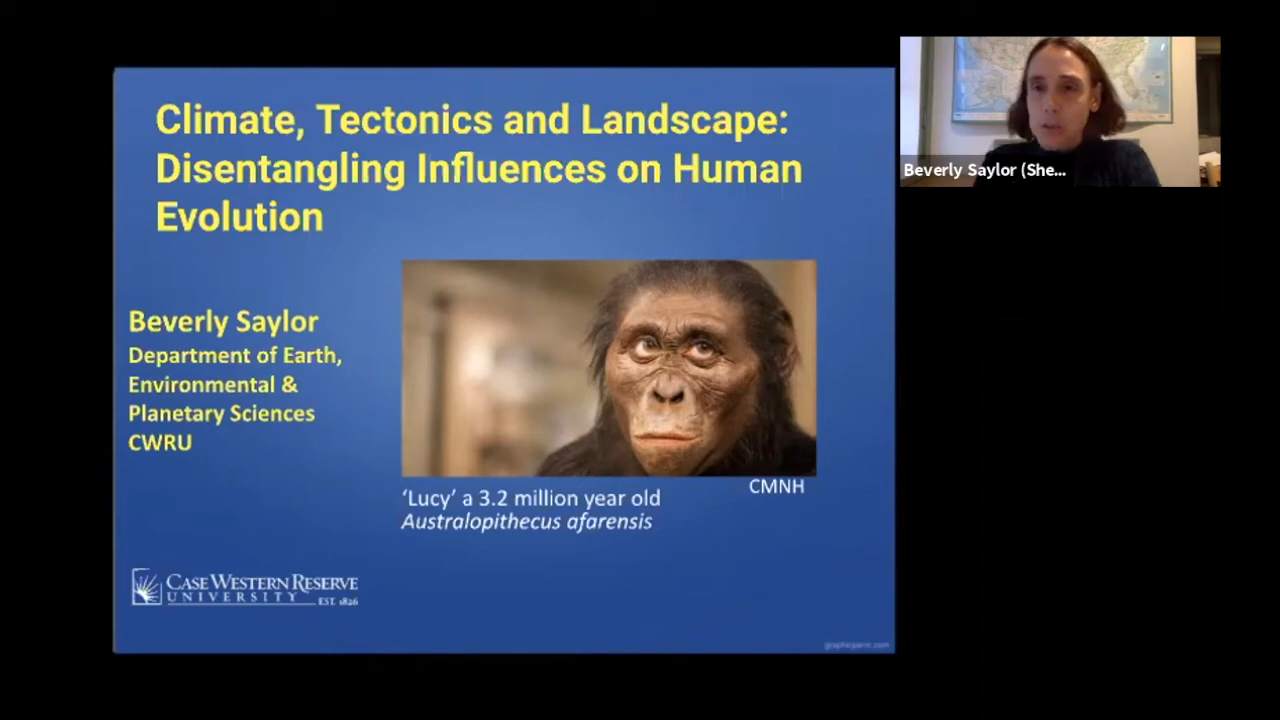 Climate, Tectonics and Landscape:
Disentangling Influences on Human
Evolution
Beverly Saylor
Department of Earth,
Environmental &
Planetary Sciences
CWRU
CMNH
‘Lucy’ a 3.2 million year old
Australopithecus afarensis
CASE WESTERN RESERVE
UNIVERSITY EST. 1826
Beverly Saylor (She...